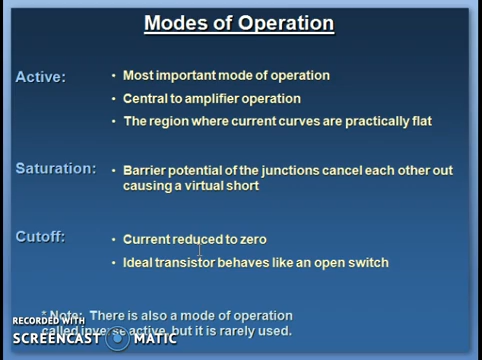 Modes of Operation
Active:
• Most important mode of operation
• Central to amplifier operation
• The region where current curves are practically flat
Saturation:
• Barrier potential of the junctions cancel each other out
causing a virtual short
Cutoff:
• Current reduced to zero
• Ideal transistor behaves like an open switch
* Note: There is also a mode of operation
called inverse active, but it is rarely used.
RECORDED WITH
SCREENCAST MATIC